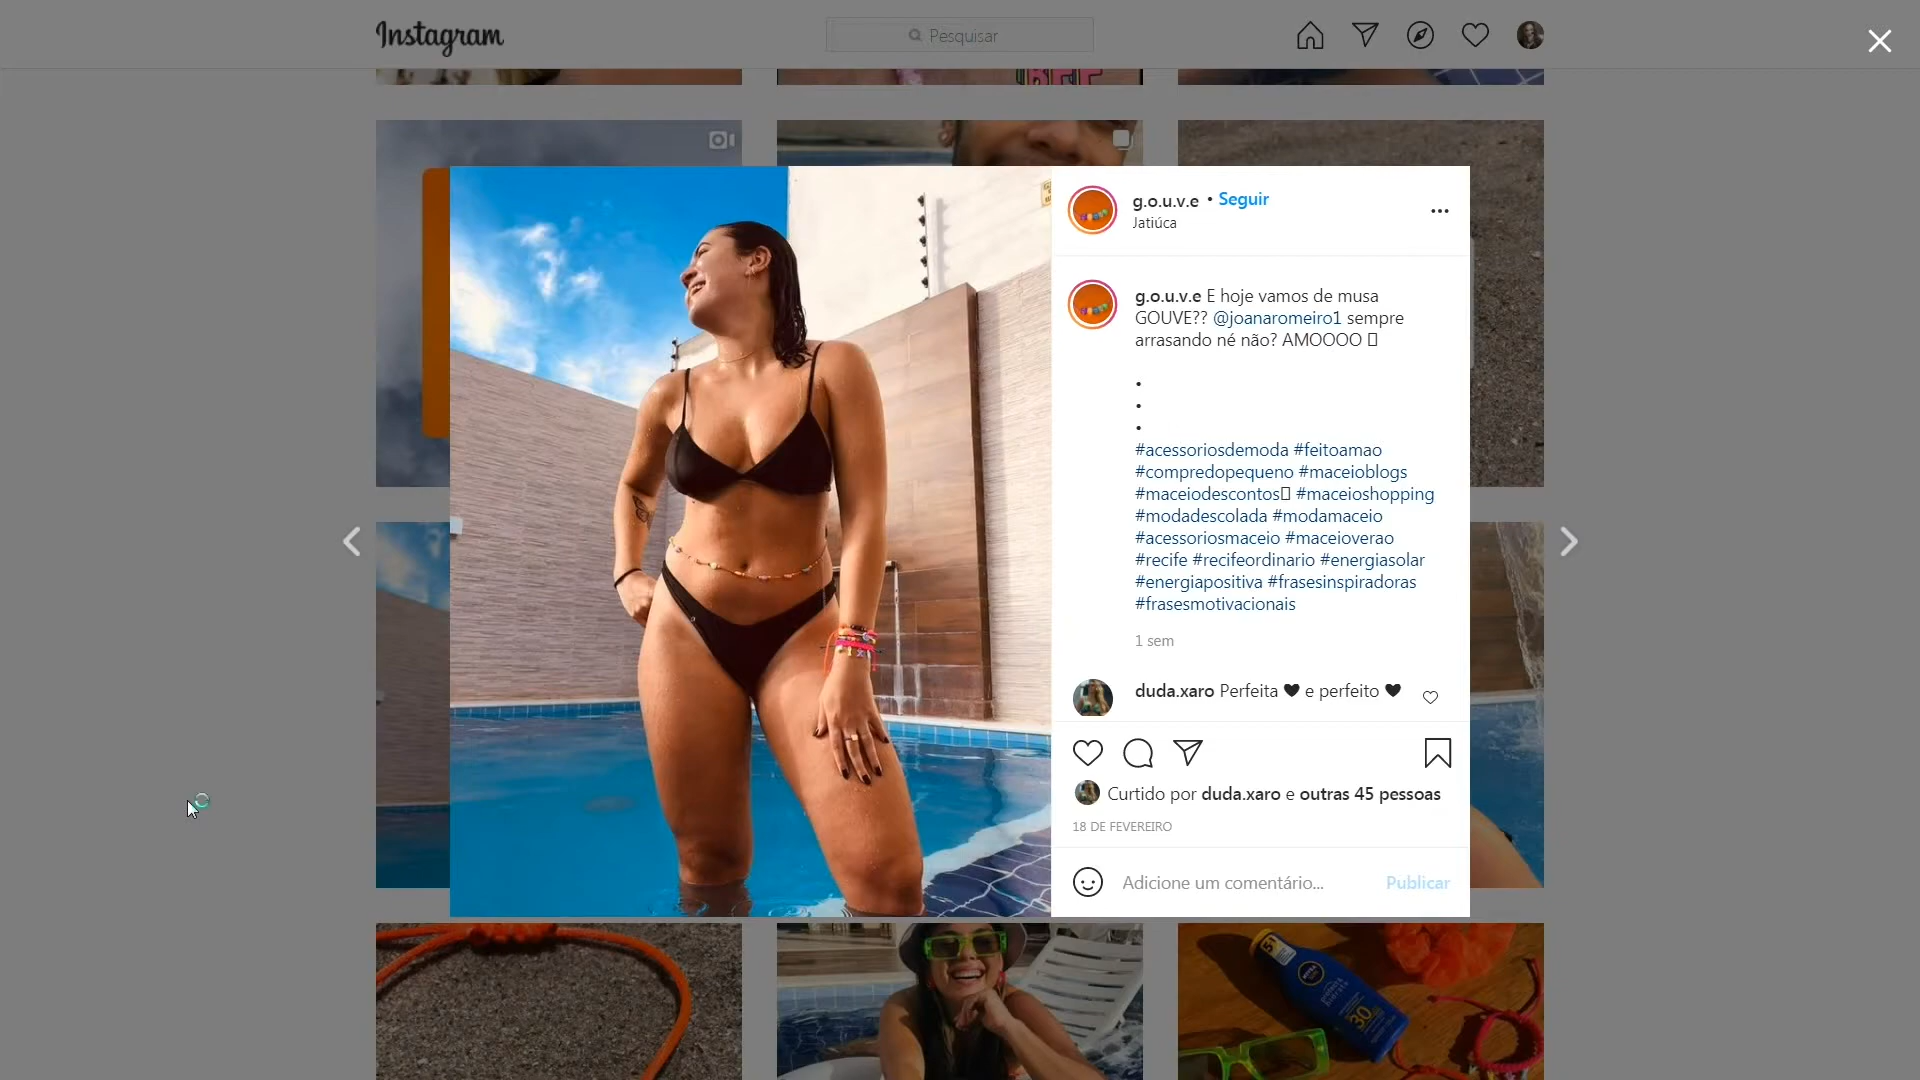 Instagram
Pesquisar
g.o.u.v.e • Seguir
Jatiúca
g.o.u.v.e E hoje vamos de musa
GOUVE?? @joanaromeiro1 sempre
arrasando né não? AMOOOO
•
•
•
#acessoriosdemoda #feitoamao
#compredopequeno #maceioblogs
#maceiodescontos #maceioshopping
#modadescolada #modamaceio
#acessoriosmaceio #maceioverao
#recife #recifeordinario #energiasolar
#energiapositiva #frasesinspiradoras
#frasesmotivacionais
1 sem
duda.xaro Perfeita 🖤 e perfeito 🖤
Curtido por duda.xaro e outras 45 pessoas
18 DE FEVEREIRO
Adicione um comentário... Publicar
NIVEA
30